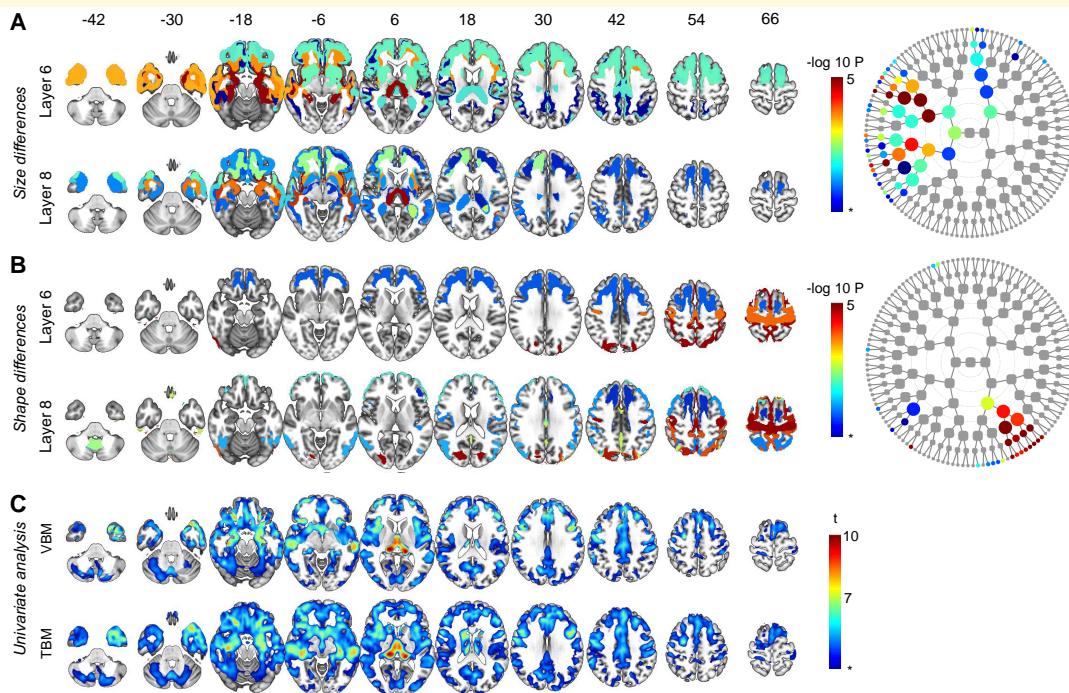 -42 -30 -18 -6 6 18 30 42 54 66
A
Size differences
Layer 6
Layer 8
-log 10 P
5
*
B
Shape differences
Layer 6
Layer 8
-log 10 P
5
*
C
Univariate analysis
VBM
TBM
t
10
7
*